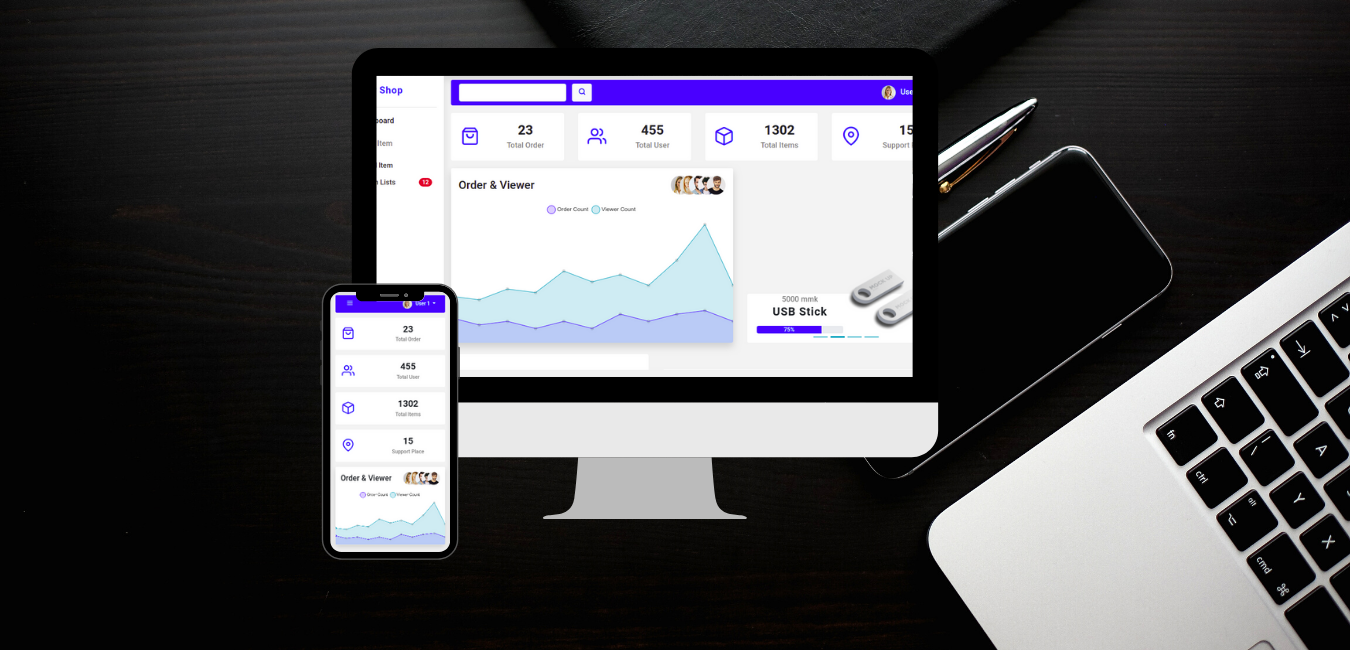 Shop
User 1
23
Total Order
455
Total User
1302
Total Items
15
Support
Item
Item
Lists
12
Order & Viewer
Order Count
Viewer Count
5000 mmk
USB Stick
75%
User 1
23
Total Order
455
Total User
1302
Total Items
15
Support Place
Order & Viewer
Order Count
Viewer Count
fn
ctrl
alt
cmd
A
Y
X